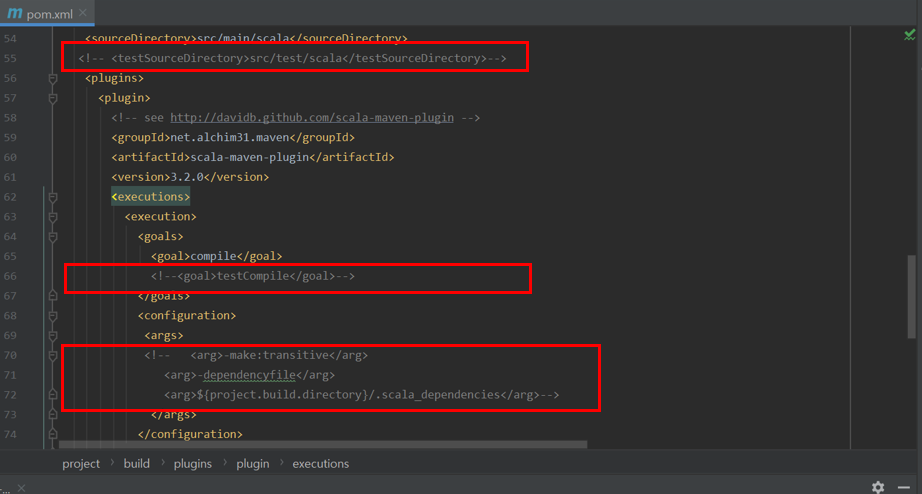 m pom.xml ×
54 <sourceDirectory>src/main/scala</sourceDirectory>
55 <!-- <testSourceDirectory>src/test/scala</testSourceDirectory>-->
56 <plugins>
57 <plugin>
58 <!-- see http://davidb.github.com/scala-maven-plugin -->
59 <groupId>net.alchim31.maven</groupId>
60 <artifactId>scala-maven-plugin</artifactId>
61 <version>3.2.0</version>
62 <executions>
63 <execution>
64 <goals>
65 <goal>compile</goal>
66 <!--<goal>testCompile</goal>-->
67 </goals>
68 <configuration>
69 <args>
70 <!-- <arg>-make:transitive</arg>
71 <arg>-dependencyfile</arg>
72 <arg>${project.build.directory}/.scala_dependencies</arg>-->
73 </args>
74 </configuration>
project › build › plugins › plugin › executions